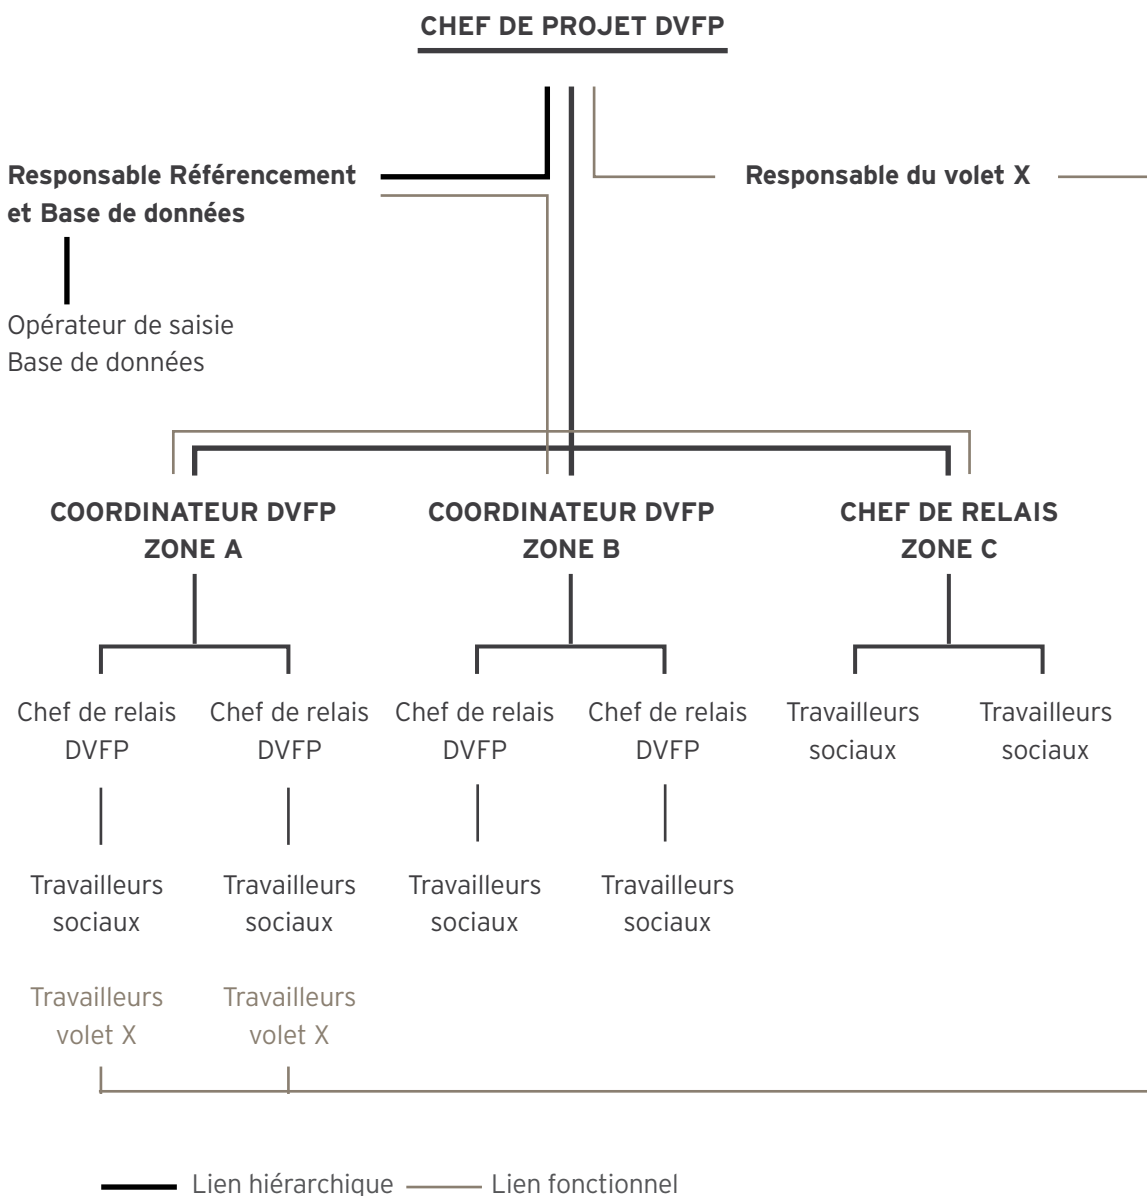 CHEF DE PROJET DVFP
Responsable Référencement
et Base de données
Responsable du volet X
Opérateur de saisie
Base de données
COORDINATEUR DVFP
ZONE A
COORDINATEUR DVFP
ZONE B
CHEF DE RELAIS
ZONE C
Chef de relais
DVFP
Chef de relais
DVFP
Chef de relais
DVFP
Chef de relais
DVFP
Travailleurs
sociaux
Travailleurs
sociaux
Travailleurs
sociaux
Travailleurs
sociaux
Travailleurs
sociaux
Travailleurs
sociaux
Travailleurs
volet X
Travailleurs
volet X
Lien hiérarchique
Lien fonctionnel